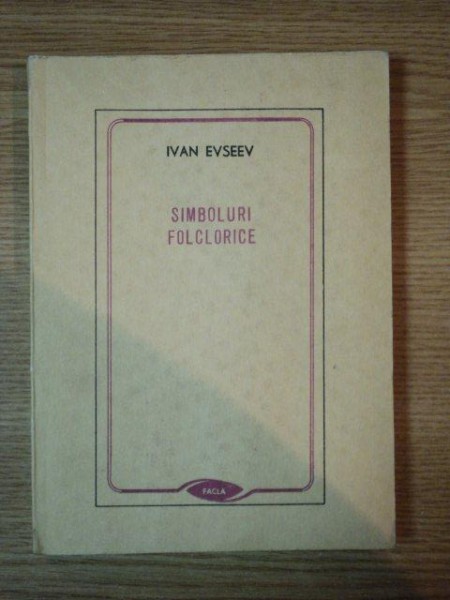 IVAN EVSEEV
SIMBOLURI
FOLCLORICE
FACLA